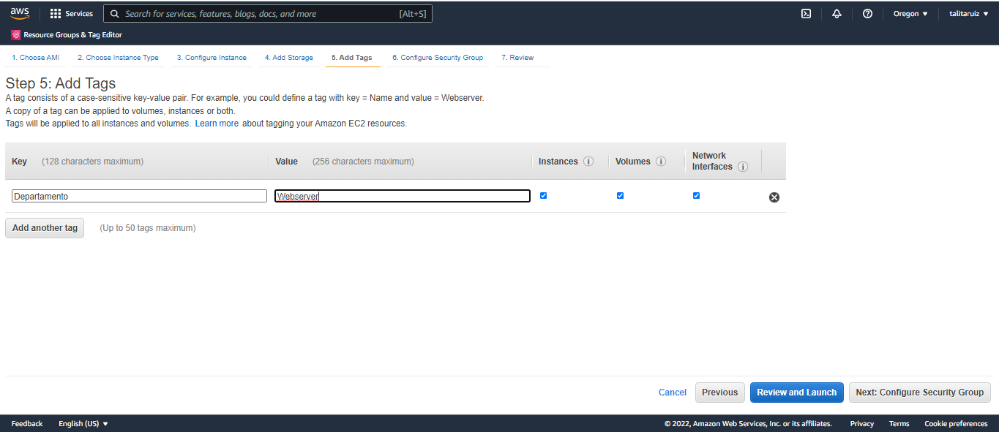 aws Services Search for services, features, blogs, docs, and more [Alt+S] Oregon ▼ talitaruiz ▼
Resource Groups & Tag Editor
1. Choose AMI 2. Choose Instance Type 3. Configure Instance 4. Add Storage 5. Add Tags 6. Configure Security Group 7. Review
Step 5: Add Tags
A tag consists of a case-sensitive key-value pair. For example, you could define a tag with key = Name and value = Webserver.
A copy of a tag can be applied to volumes, instances or both.
Tags will be applied to all instances and volumes. Learn more about tagging your Amazon EC2 resources.
Key (128 characters maximum) Value (256 characters maximum) Instances i Volumes i Network Interfaces i
Departamento Webserver
Add another tag (Up to 50 tags maximum)
Cancel Previous Review and Launch Next: Configure Security Group
Feedback English (US) ▼ © 2022, Amazon Web Services, Inc. or its affiliates. Privacy Terms Cookie preferences